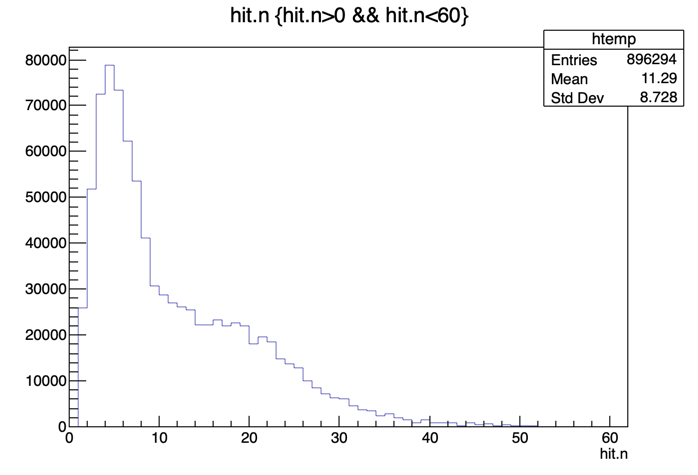 hit.n {hit.n>0 && hit.n<60}
htemp
Entries 896294
Mean 11.29
Std Dev 8.728
80000
70000
60000
50000
40000
30000
20000
10000
0
0 10 20 30 40 50 60
hit.n